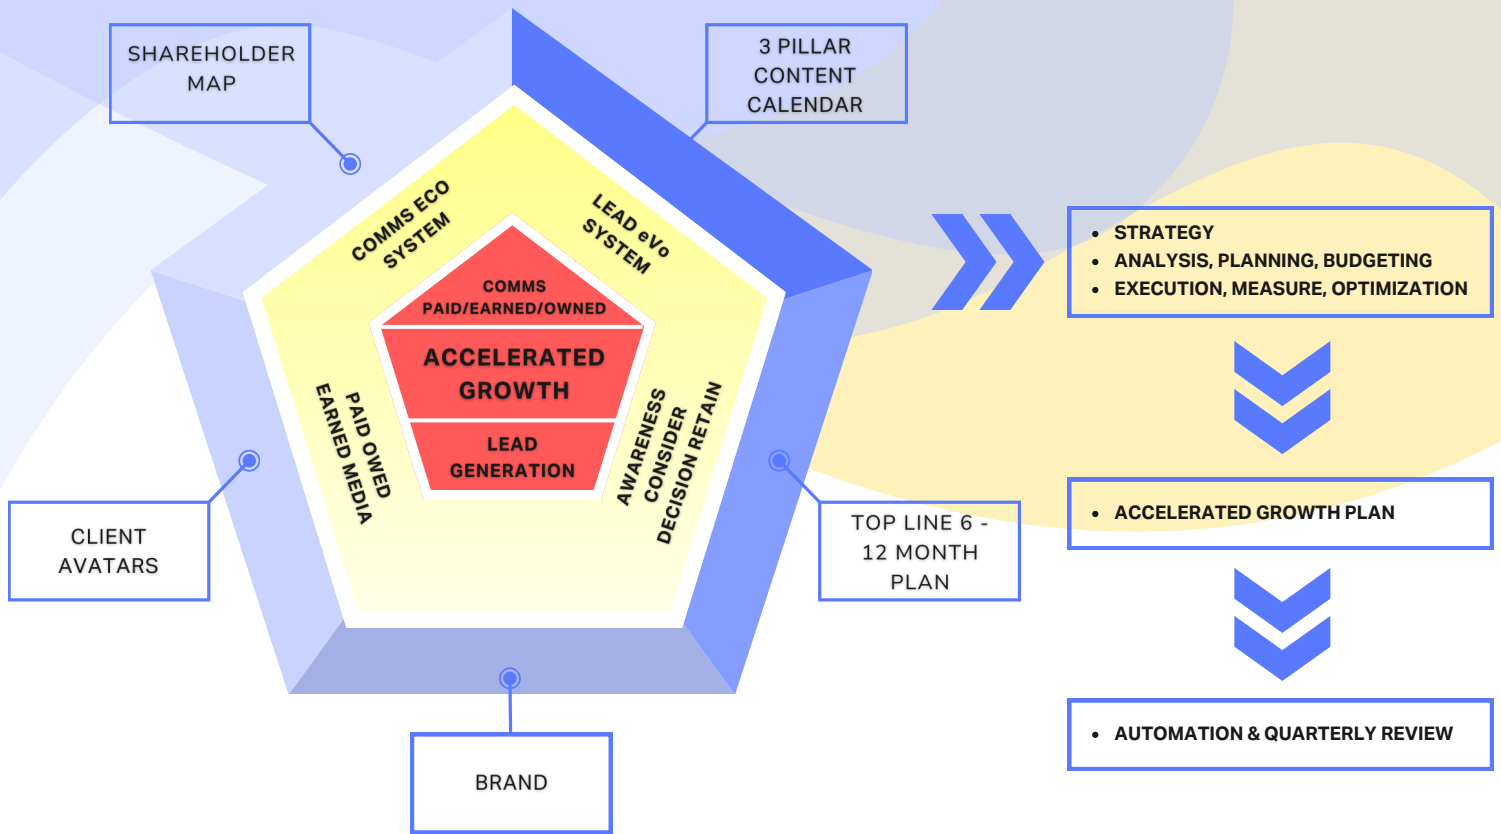 SHAREHOLDER
MAP
3 PILLAR
CONTENT
CALENDAR
COMMS ECO
SYSTEM
LEAD eVo
SYSTEM
COMMS
PAID/EARNED/OWNED
ACCELERATED
GROWTH
LEAD
GENERATION
PAID OWED
EARNED MEDIA
AWARENESS
CONSIDER
DECISION RETAIN
CLIENT
AVATARS
TOP LINE 6 -
12 MONTH
PLAN
BRAND
• STRATEGY
• ANALYSIS, PLANNING, BUDGETING
• EXECUTION, MEASURE, OPTIMIZATION
• ACCELERATED GROWTH PLAN
• AUTOMATION & QUARTERLY REVIEW